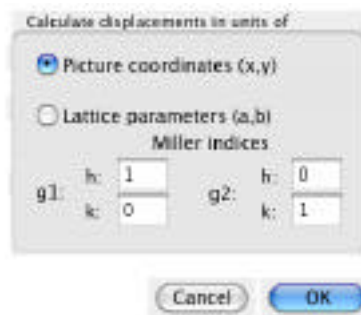 Calculate displacements in units of
Picture coordinates (x,y)
Lattice parameters (a,b)
Miller indices
g1: h: 1 g2: h: 0
k: 0 k: 1
Cancel OK